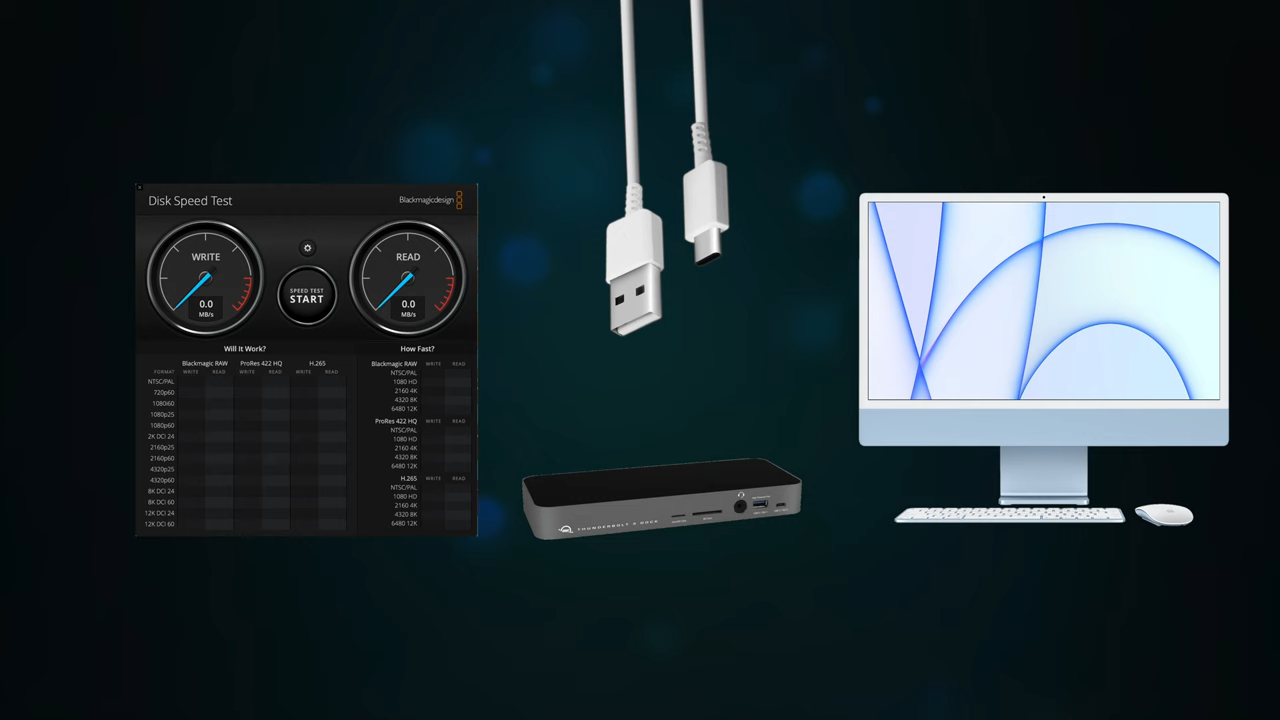 Disk Speed Test
Blackmagicdesign
WRITE
0.0
MB/s
SPEED TEST
START
READ
0.0
MB/s
Will It Work?
Blackmagic RAW ProRes 422 HQ H.265
FORMAT WRITE READ WRITE READ WRITE READ
NTSC/PAL
720p60
1080i60
1080p25
1080p60
2K DCI 24
2160p25
2160p60
4320p25
4320p60
8K DCI 24
8K DCI 60
12K DCI 24
12K DCI 60
How Fast?
Blackmagic RAW WRITE READ
NTSC/PAL
1080 HD
2160 4K
4320 8K
6480 12K
ProRes 422 HQ WRITE READ
NTSC/PAL
1080 HD
2160 4K
4320 8K
6480 12K
H.265 WRITE READ
NTSC/PAL
1080 HD
2160 4K
4320 8K
6480 12K
THUNDERBOLT 3 DOCK